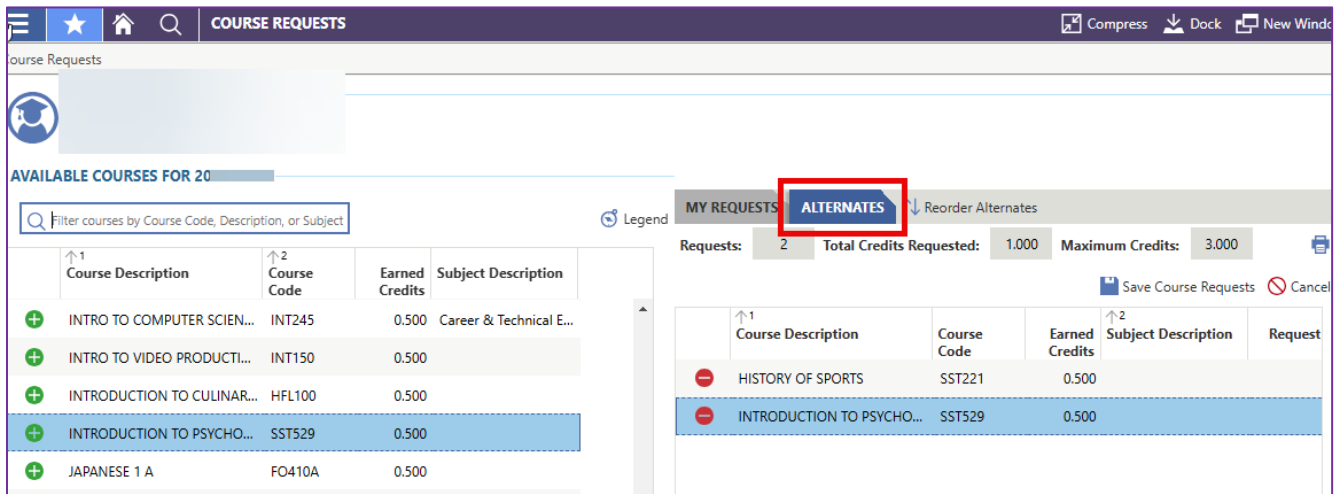 COURSE REQUESTS Compress Dock New Windo
Course Requests
AVAILABLE COURSES FOR 20
Filter courses by Course Code, Description, or Subject
Legend
1 Course Description 2 Course Code Earned Credits Subject Description
INTRO TO COMPUTER SCIEN... INT245 0.500 Career & Technical E...
INTRO TO VIDEO PRODUCTI... INT150 0.500
INTRODUCTION TO CULINAR... HFL100 0.500
INTRODUCTION TO PSYCHO... SST529 0.500
JAPANESE 1 A FO410A 0.500
MY REQUESTS ALTERNATES Reorder Alternates
Requests: 2 Total Credits Requested: 1.000 Maximum Credits: 3.000
Save Course Requests Cancel
1 Course Description Course Code Earned Credits 2 Subject Description Request
HISTORY OF SPORTS SST221 0.500
INTRODUCTION TO PSYCHO... SST529 0.500